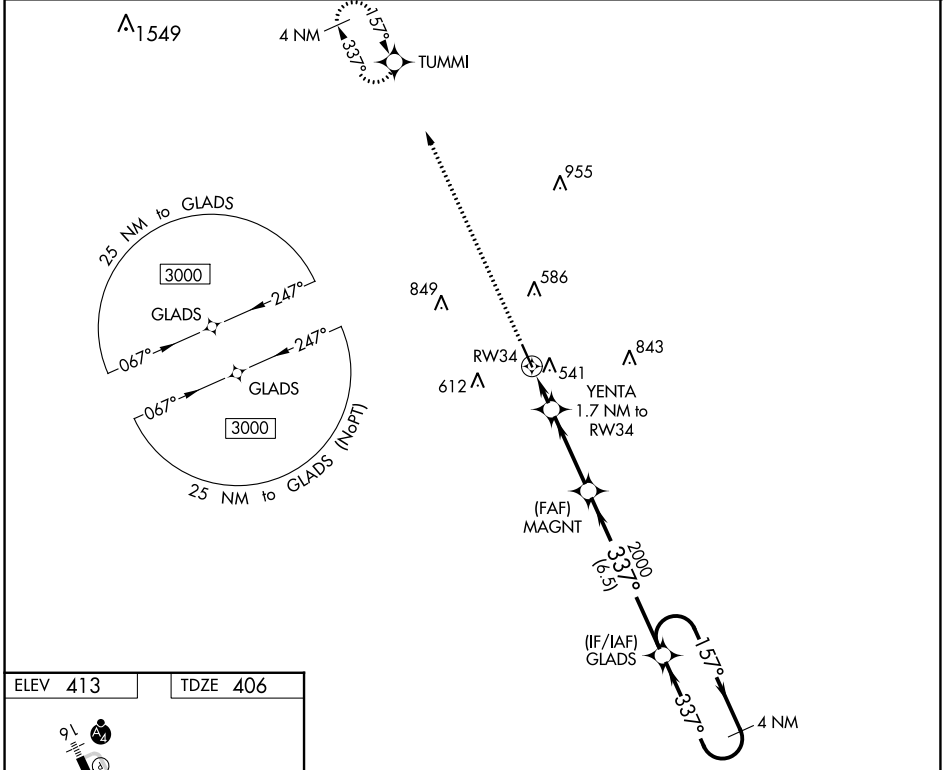 1549
4 NM
157°
337°
TUMMI
955
25 NM to GLADS
3000
586
247°
849
GLADS
247°
067°
RW34
843
541
612
YENTA
1.7 NM to
RW34
GLADS
067°
3000
25 NM to GLADS (NoPT)
(FAF)
MAGNT
2000
337°
(6.5)
(IF/IAF)
GLADS
157°
337°
4 NM
ELEV 413
TDZE 406
16
A4